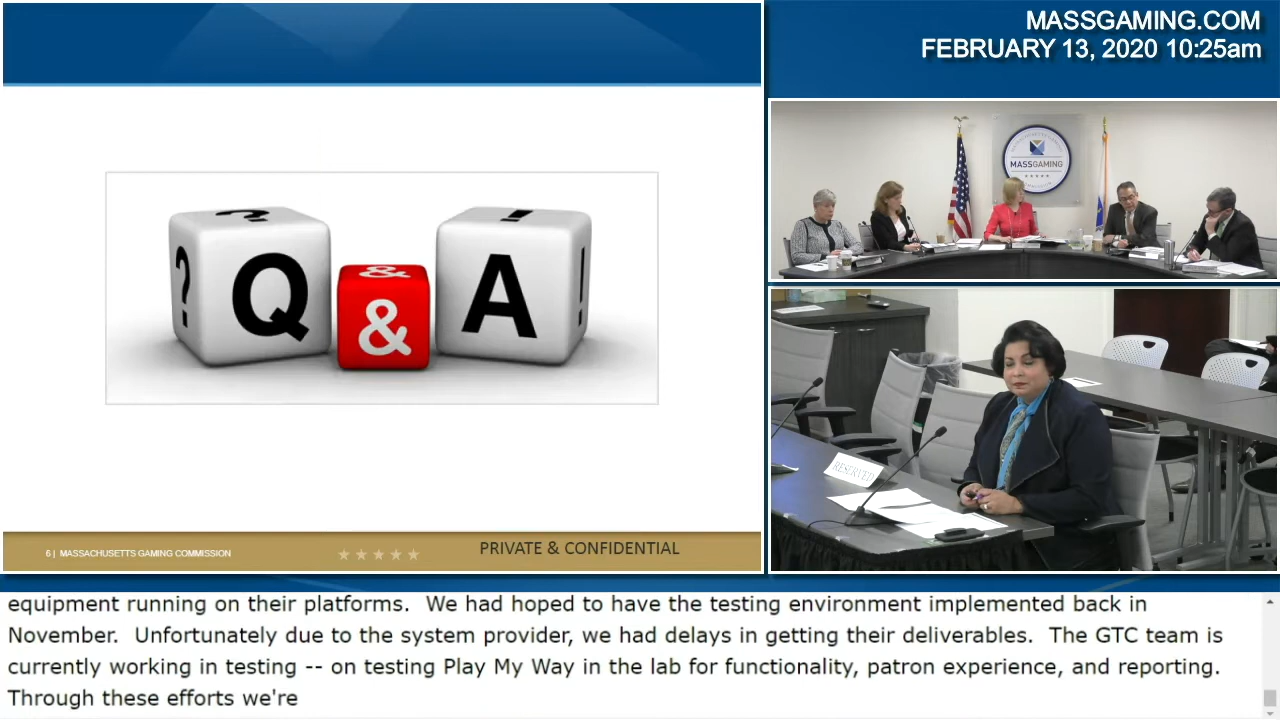 MASSGAMING.COM
FEBRUARY 13, 2020 10:25am
? Q & A !
? & !
MASSGAMING
RESERVED
6 | MASSACHUSETTS GAMING COMMISSION
PRIVATE & CONFIDENTIAL
equipment running on their platforms.  We had hoped to have the testing environment implemented back in
November.  Unfortunately due to the system provider, we had delays in getting their deliverables.  The GTC team is
currently working in testing -- on testing Play My Way in the lab for functionality, patron experience, and reporting.
Through these efforts we're